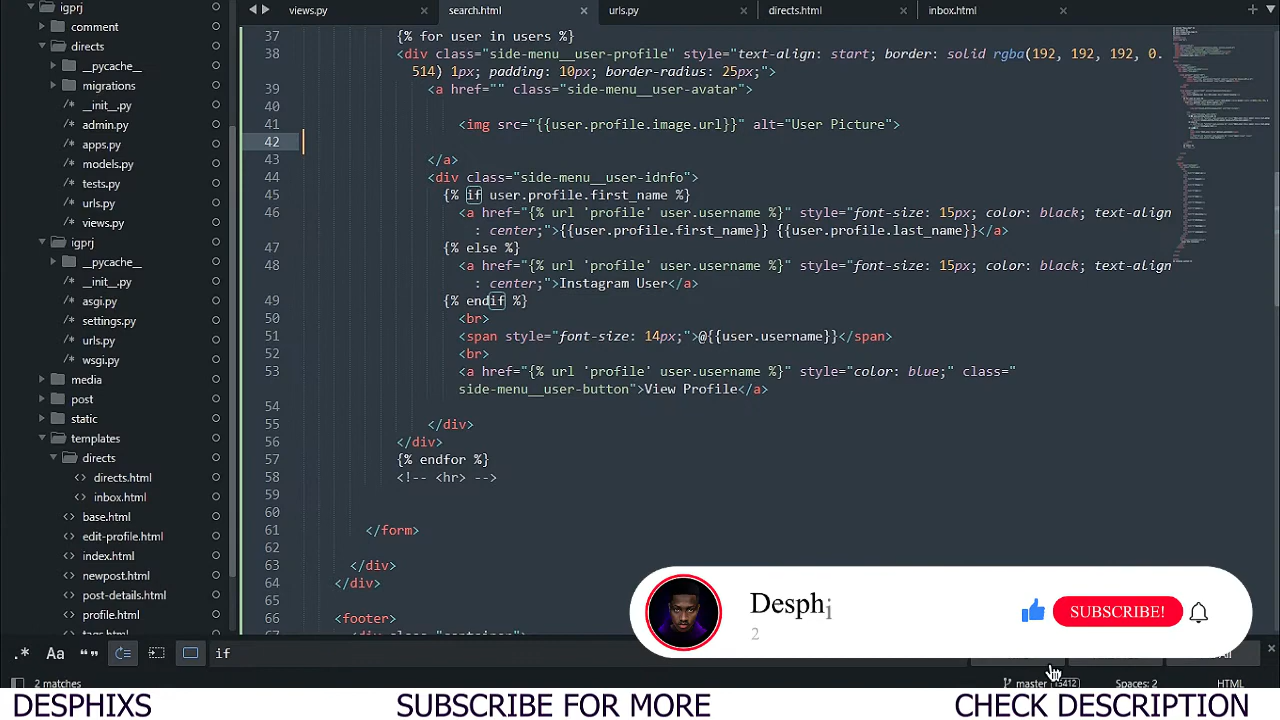 igprj
comment
directs
__pycache__
migrations
__init__.py
admin.py
apps.py
models.py
tests.py
urls.py
views.py
igprj
__pycache__
__init__.py
asgi.py
settings.py
urls.py
wsgi.py
media
post
static
templates
directs
directs.html
inbox.html
base.html
edit-profile.html
index.html
newpost.html
post-details.html
profile.html
tags.html
views.py
search.html
urls.py
directs.html
inbox.html
37 {% for user in users %}
38 <div class="side-menu__user-profile" style="text-align: start; border: solid rgba(192, 192, 192, 0.
514) 1px; padding: 10px; border-radius: 25px;">
39 <a href="" class="side-menu__user-avatar">
40
41 <img src="{{user.profile.image.url}}" alt="User Picture">
42
43 </a>
44 <div class="side-menu__user-idnfo">
45 {% if user.profile.first_name %}
46 <a href="{% url 'profile' user.username %}" style="font-size: 15px; color: black; text-align
: center;">{{user.profile.first_name}} {{user.profile.last_name}}</a>
47 {% else %}
48 <a href="{% url 'profile' user.username %}" style="font-size: 15px; color: black; text-align
: center;">Instagram User</a>
49 {% endif %}
50 <br>
51 <span style="font-size: 14px;">@{{user.username}}</span>
52 <br>
53 <a href="{% url 'profile' user.username %}" style="color: blue;" class="
side-menu__user-button">View Profile</a>
54
55 </div>
56 </div>
57 {% endfor %}
58 <!-- <hr> -->
59
60
61 </form>
62
63 </div>
64 </div>
65
66 <footer>
67 <div class="container">
Desphi
2
SUBSCRIBE!
.* Aa “” if
2 matches
master 15412 Spaces: 2 HTML
DESPHIXS SUBSCRIBE FOR MORE CHECK DESCRIPTION